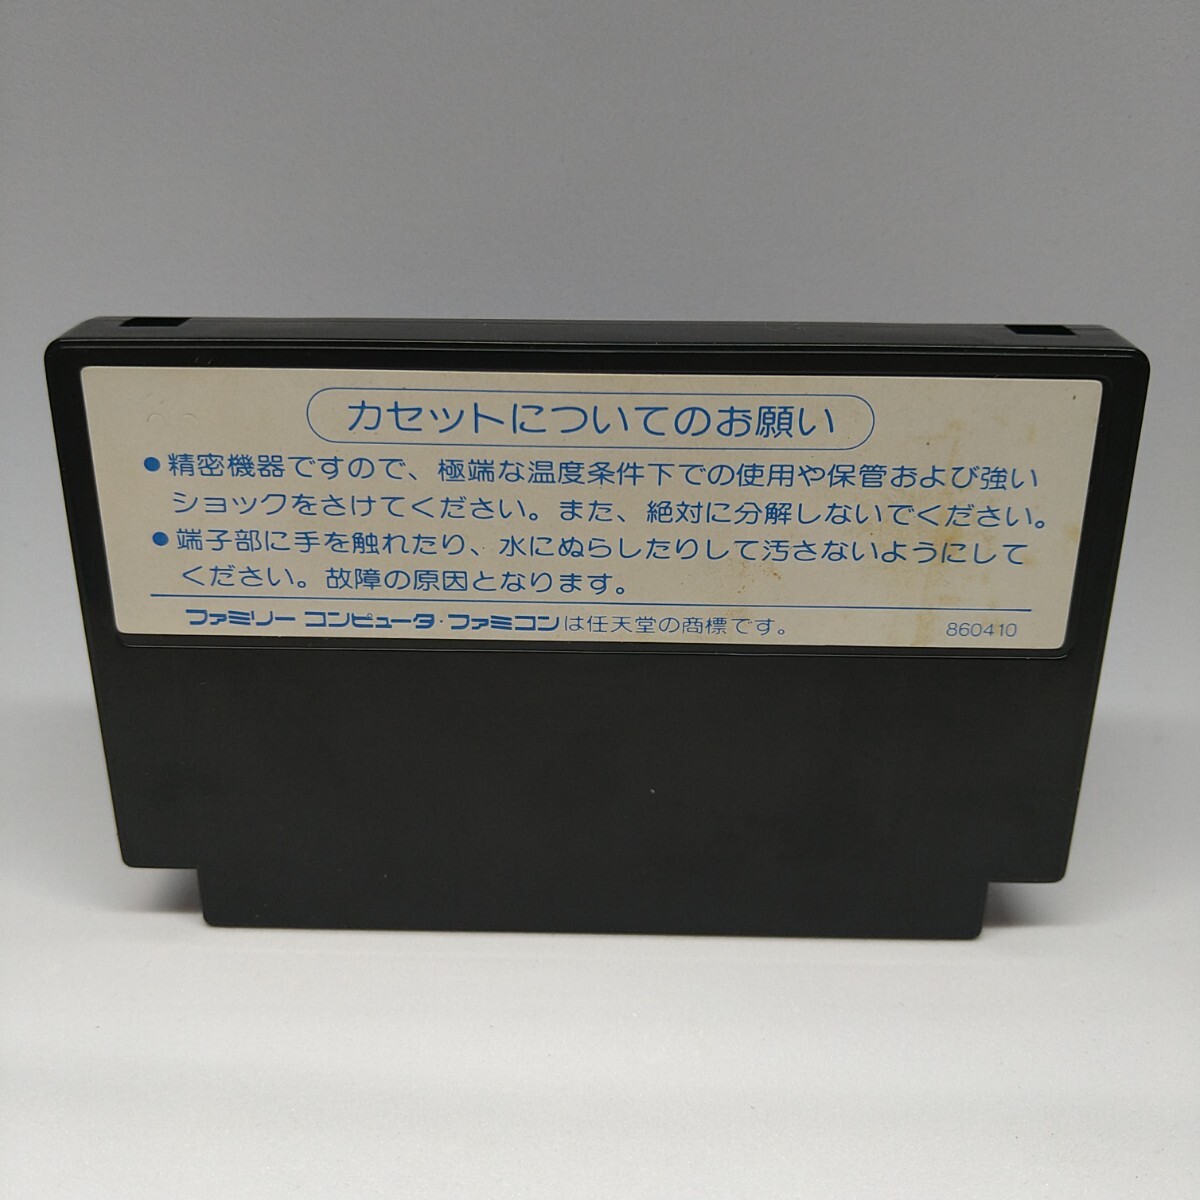 カセットについてのお願い
●精密機器ですので、極端な温度条件下での使用や保管および強い
ショックをさけてください。また、絶対に分解しないでください。
●端子部に手を触れたり、水にぬらしたりして汚さないようにして
ください。故障の原因となります。
ファミリー コンピュータ・ファミコンは任天堂の商標です。 860410